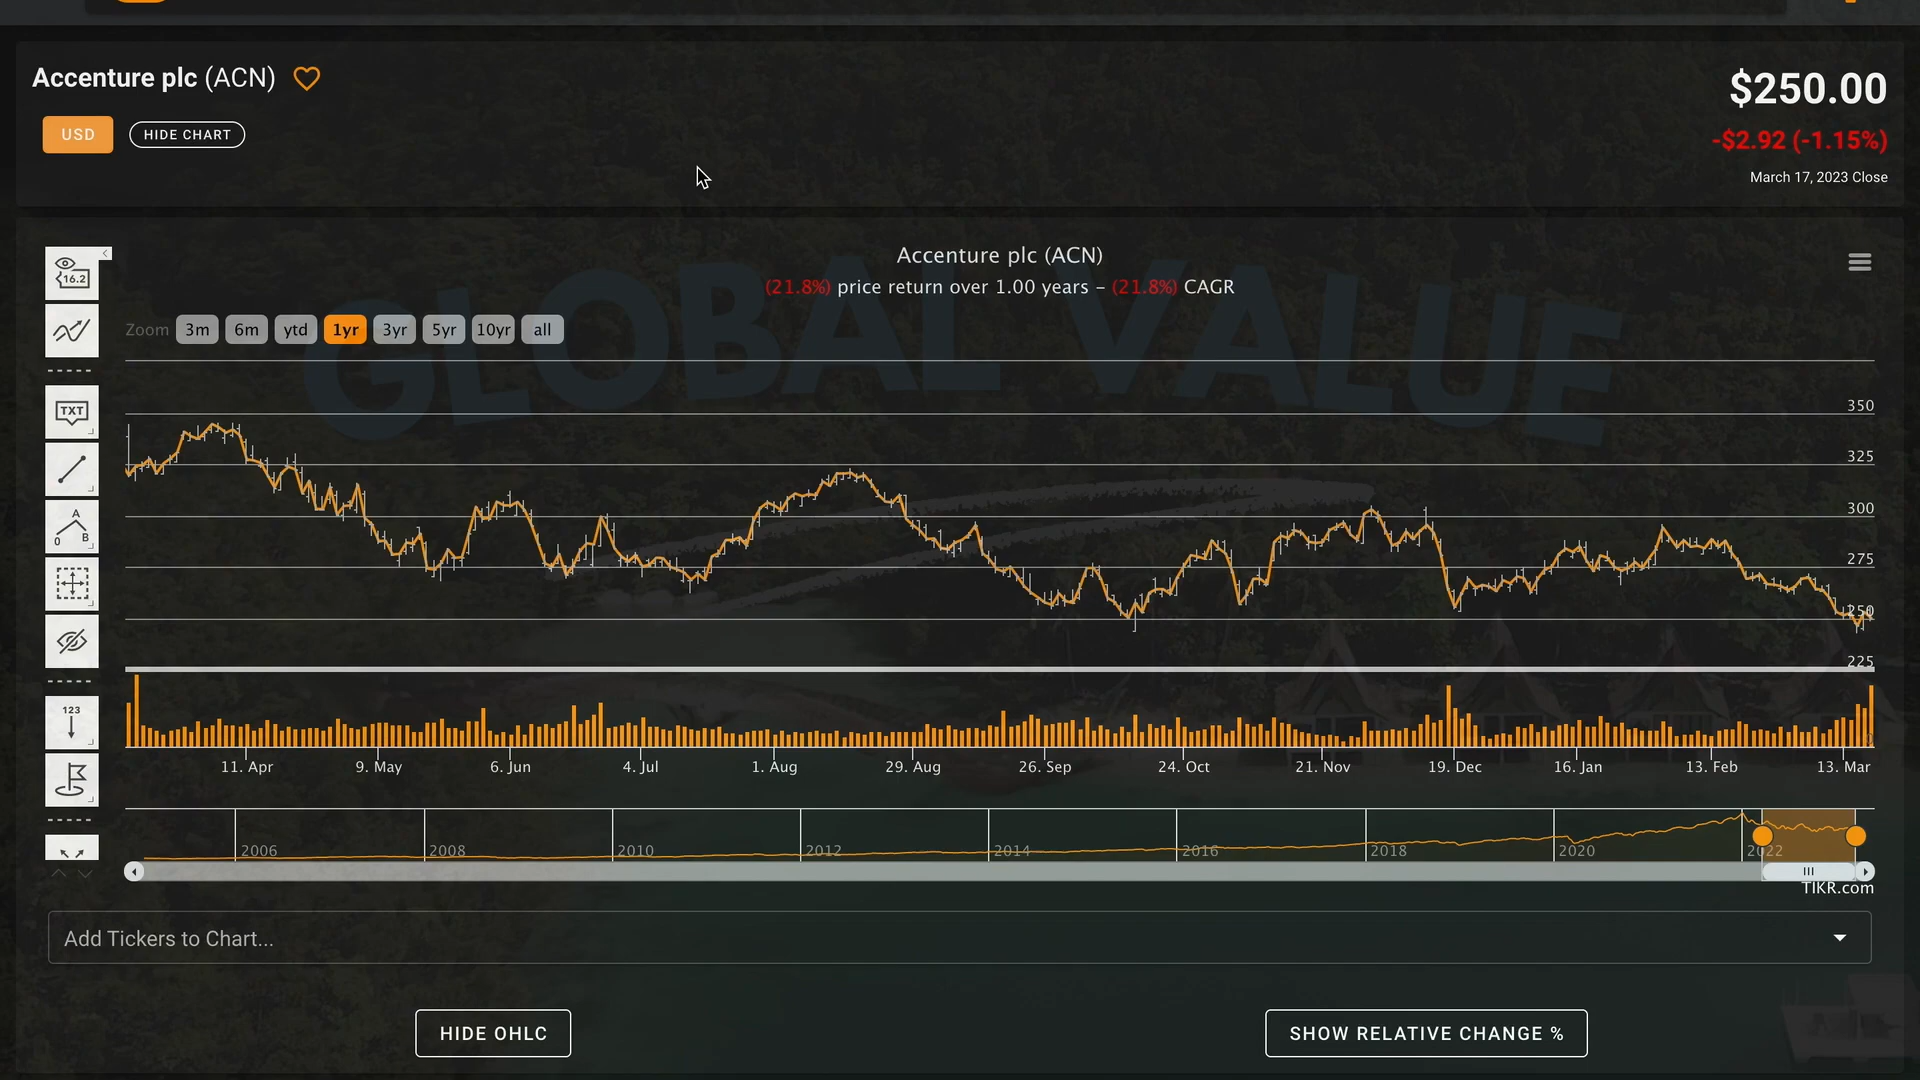 Accenture plc (ACN)
$250.00
USD
HIDE CHART
-$2.92 (-1.15%)
March 17, 2023 Close
16.2
Accenture plc (ACN)
(21.8%) price return over 1.00 years – (21.8%) CAGR
Zoom 3m 6m ytd 1yr 3yr 5yr 10yr all
GLOBAL VALUE
TXT
A
0 B
123
350
325
300
275
250
225
0
11. Apr 9. May 6. Jun 4. Jul 1. Aug 29. Aug 26. Sep 24. Oct 21. Nov 19. Dec 16. Jan 13. Feb 13. Mar
2006 2008 2010 2012 2014 2016 2018 2020 2022
TIKR.com
Add Tickers to Chart...
HIDE OHLC
SHOW RELATIVE CHANGE %